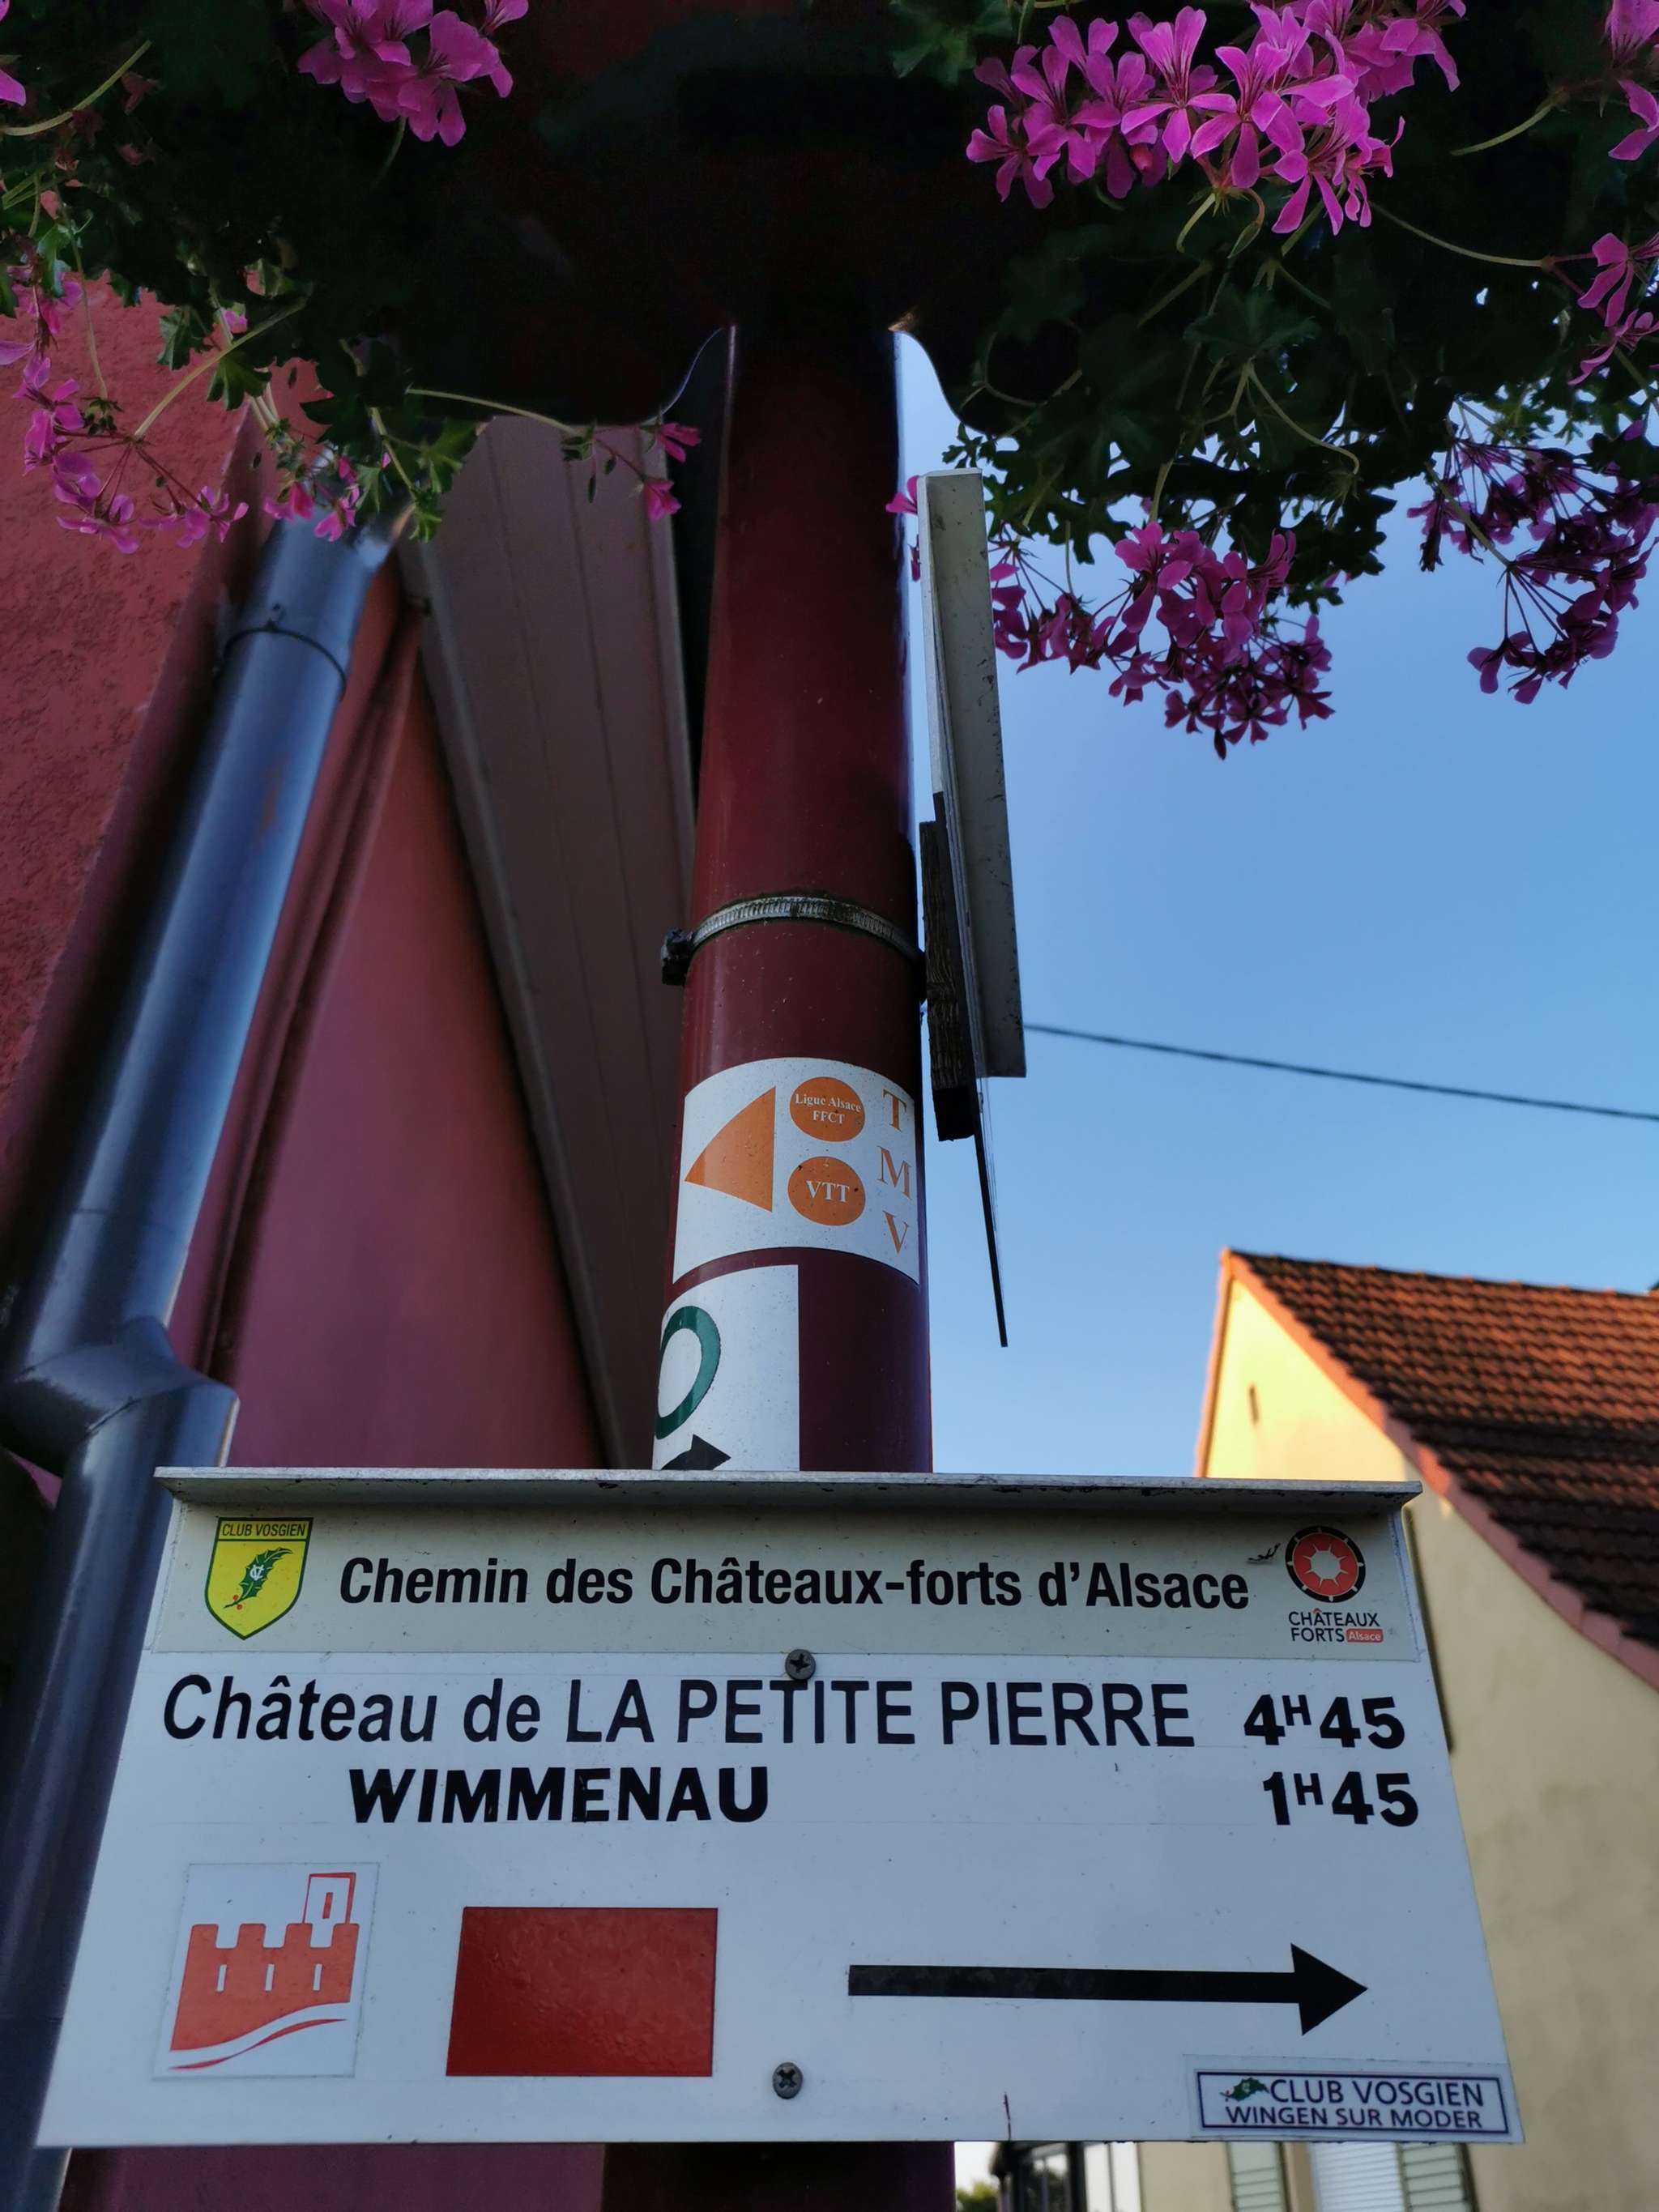 Ligue Alsace
FFCT
VTT
T
M
V
CLUB VOSGIEN
CV
Chemin des Châteaux-forts d'Alsace
CHÂTEAUX
FORTS Alsace
Château de LA PETITE PIERRE 4H45
WIMMENAU 1H45
CLUB VOSGIEN
WINGEN SUR MODER